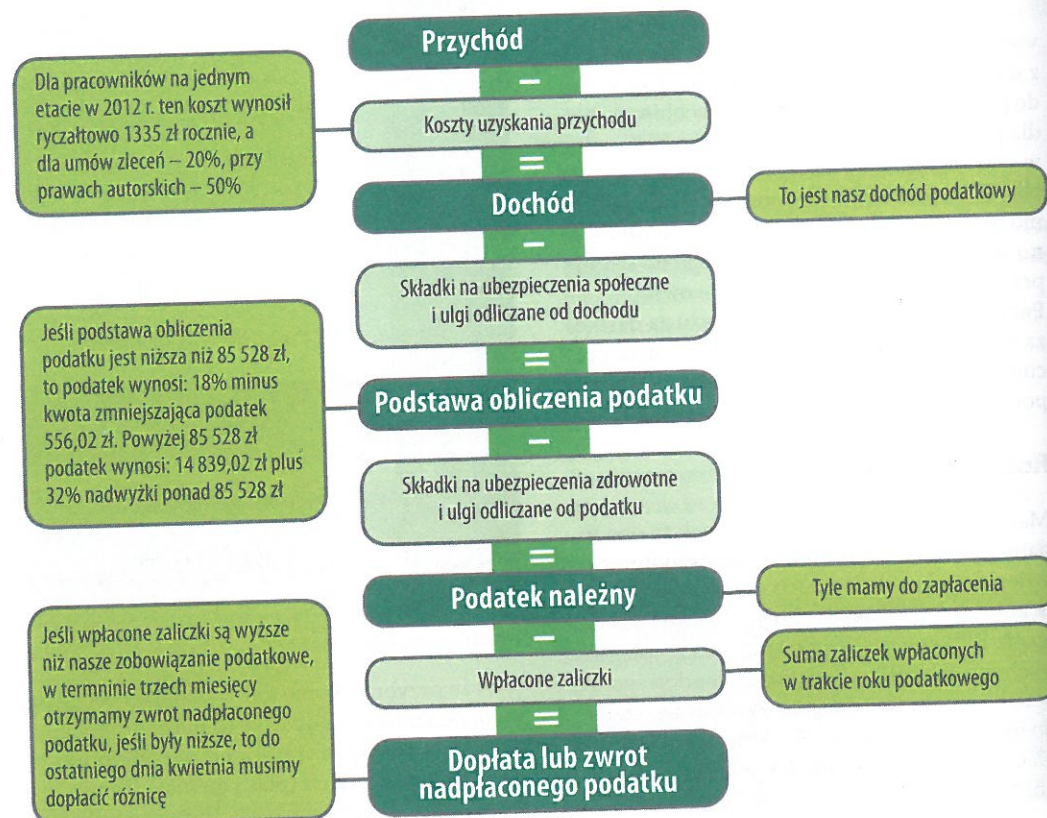 Przychód
–
Dla pracowników na jednym
etacie w 2012 r. ten koszt wynosił
ryczałtowo 1335 zł rocznie, a
dla umów zleceń – 20%, przy
prawach autorskich – 50%
Koszty uzyskania przychodu
=
Dochód
To jest nasz dochód podatkowy
–
Składki na ubezpieczenia społeczne
i ulgi odliczane od dochodu
=
Jeśli podstawa obliczenia
podatku jest niższa niż 85 528 zł,
to podatek wynosi: 18% minus
kwota zmniejszająca podatek
556,02 zł. Powyżej 85 528 zł
podatek wynosi: 14 839,02 zł plus
32% nadwyżki ponad 85 528 zł
Podstawa obliczenia podatku
–
Składki na ubezpieczenia zdrowotne
i ulgi odliczane od podatku
=
Podatek należny
Tyle mamy do zapłacenia
–
Wpłacone zaliczki
Suma zaliczek wpłaconych
w trakcie roku podatkowego
=
Jeśli wpłacone zaliczki są wyższe
niż nasze zobowiązanie podatkowe,
w termninie trzech miesięcy
otrzymamy zwrot nadpłaconego
podatku, jeśli były niższe, to do
ostatniego dnia kwietnia musimy
dopłacić różnicę
Dopłata lub zwrot
nadpłaconego podatku